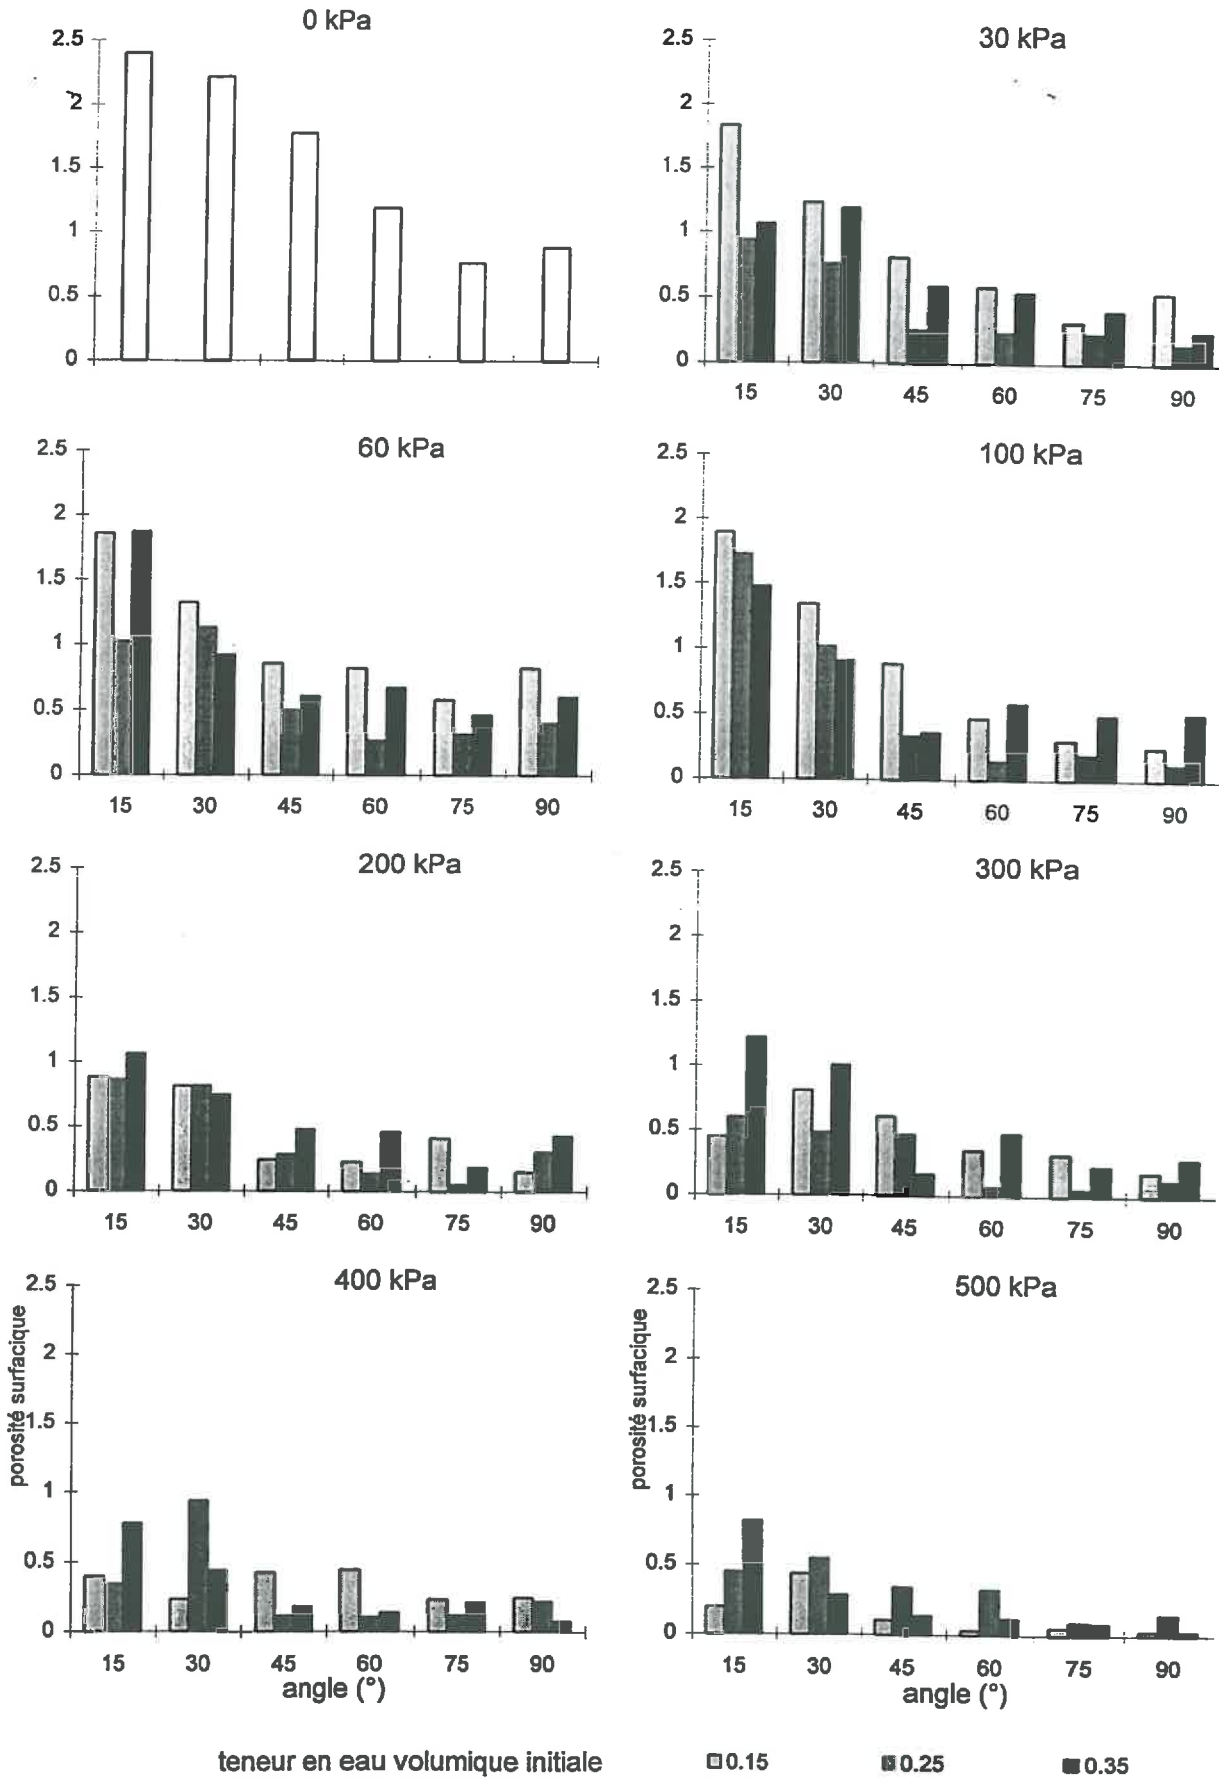 0 kPa
2.5
2
1.5
1
0.5
0
30 kPa
2.5
2
1.5
1
0.5
0
15 30 45 60 75 90
60 kPa
2.5
2
1.5
1
0.5
0
15 30 45 60 75 90
100 kPa
2.5
2
1.5
1
0.5
0
15 30 45 60 75 90
200 kPa
2.5
2
1.5
1
0.5
0
15 30 45 60 75 90
300 kPa
2.5
2
1.5
1
0.5
0
15 30 45 60 75 90
400 kPa
porosité surfacique
2.5
2
1.5
1
0.5
0
15 30 45 60 75 90
angle (°)
500 kPa
porosité surfacique
2.5
2
1.5
1
0.5
0
15 30 45 60 75 90
angle (°)
teneur en eau volumique initiale 0.15 0.25 0.35